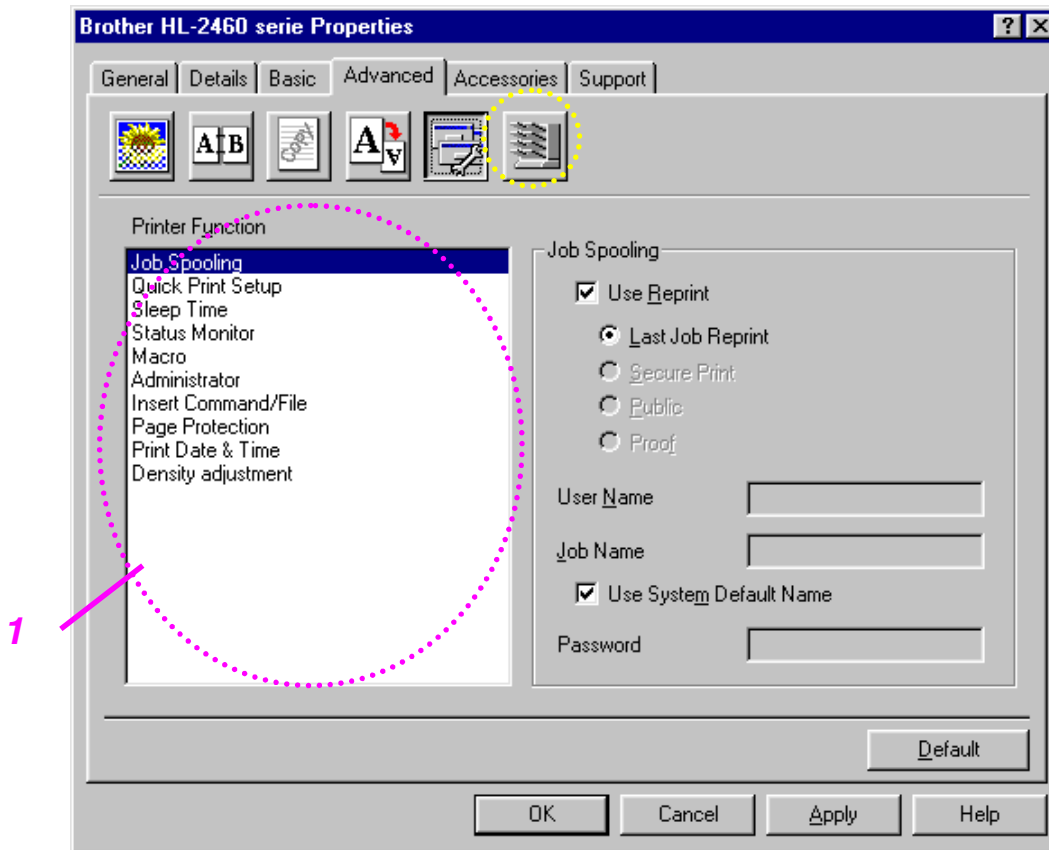 Brother HL-2460 serie Properties
General Details Basic Advanced Accessories Support
A B COPY A A
Printer Function
Job Spooling
Quick Print Setup
Sleep Time
Status Monitor
Macro
Administrator
Insert Command/File
Page Protection
Print Date & Time
Density adjustment
Job Spooling
Use Reprint
Last Job Reprint
Secure Print
Public
Proof
User Name
Job Name
Use System Default Name
Password
1
Default
OK Cancel Apply Help